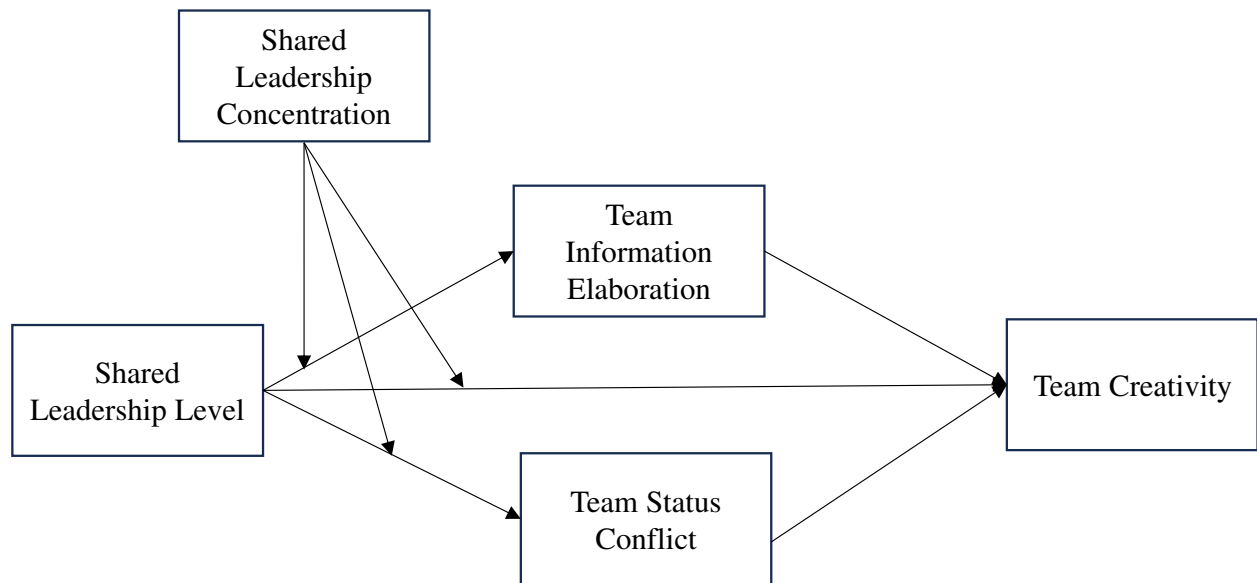 Shared
Leadership
Concentration
Team
Information
Elaboration
Shared
Leadership Level
Team Creativity
Team Status
Conflict